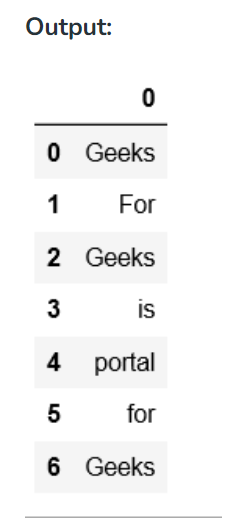 Output:
0
0 Geeks
1 For
2 Geeks
3 is
4 portal
5 for
6 Geeks